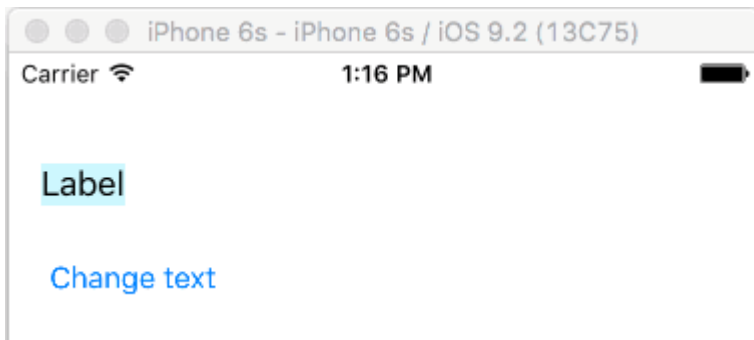 iPhone 6s - iPhone 6s / iOS 9.2 (13C75)
Carrier 1:16 PM
Label
Change text